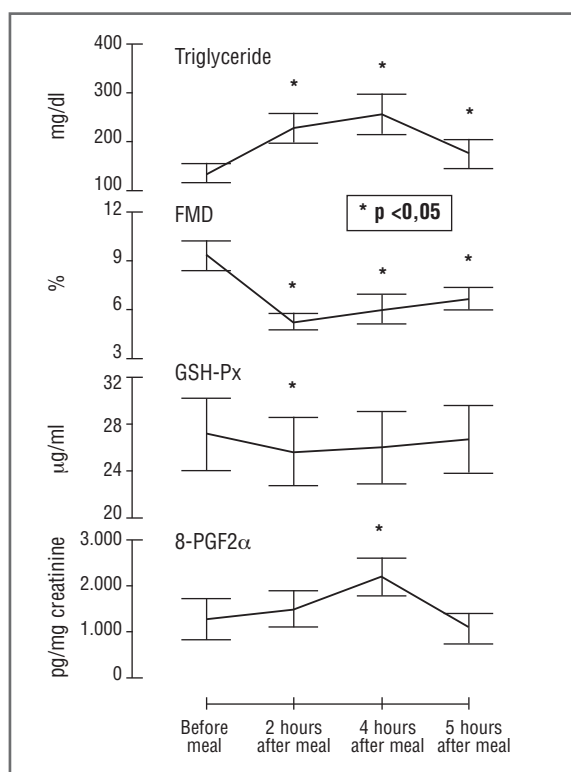 400
Triglyceride
*
*
300
*
mg/dl
200
100
* p <0,05
12
FMD
9
*
*
*
%
6
3
GSH-Px
32
*
28
µg/ml
24
20
3.000
8-PGF2α
*
2.000
pg/mg creatinine
1.000
0
Before
meal
2 hours
after meal
4 hours
after meal
5 hours
after meal